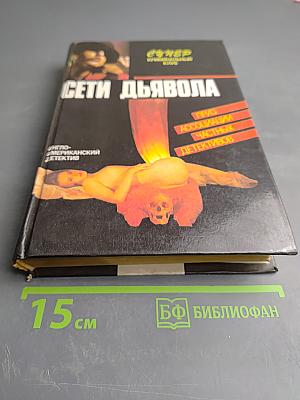 СУПЕР
КРИМИНАЛЬНЫЙ
КЛУБ
СЕТИ ДЬЯВОЛА
ПРИЗ
АССОЦИАЦИИ
ЧАСТНЫХ
ДЕТЕКТИВОВ
АНГЛО-
АМЕРИКАНСКИЙ
ДЕТЕКТИВ
15 см
БФ БИБЛИОФАН